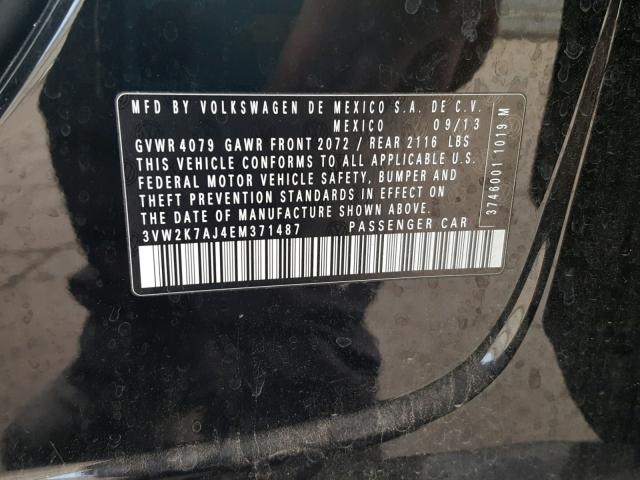 MFD BY VOLKSWAGEN DE MEXICO S.A. DE C.V.
MEXICO 09/13
GVWR 4079 GAWR FRONT 2072 / REAR 2116 LBS
THIS VEHICLE CONFORMS TO ALL APPLICABLE U.S.
FEDERAL MOTOR VEHICLE SAFETY, BUMPER AND
THEFT PREVENTION STANDARDS IN EFFECT ON
THE DATE OF MANUFACTURE SHOWN ABOVE.
3VW2K7AJ4EM371487 PASSENGER CAR
3746001 1019 M